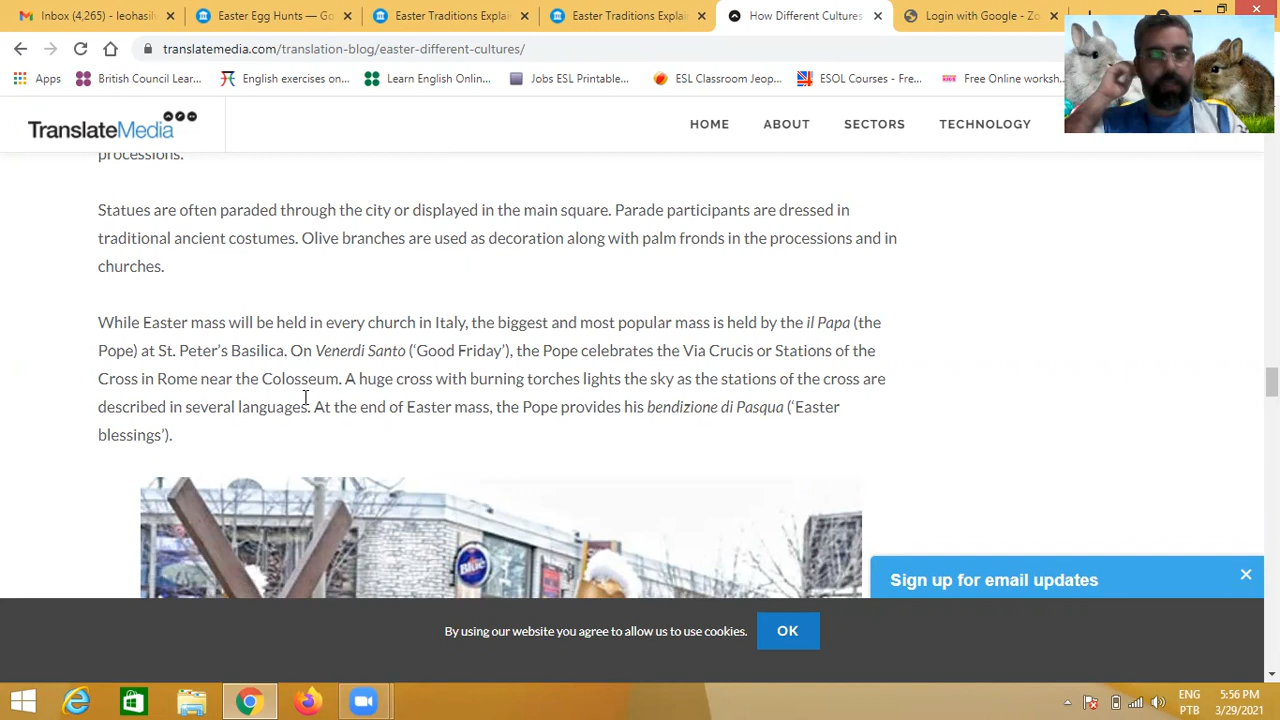 Inbox (4,265) - leohasilv
Easter Egg Hunts — Go
Easter Traditions Explai
Easter Traditions Explai
How Different Cultures
Login with Google - Zo
translatemedia.com/translation-blog/easter-different-cultures/
Apps
British Council Lear...
English exercises on...
Learn English Onlin...
Jobs ESL Printable...
ESL Classroom Jeop...
ESOL Courses - Fre...
Free Online worksh...
TranslateMedia
HOME
ABOUT
SECTORS
TECHNOLOGY
processions.
Statues are often paraded through the city or displayed in the main square. Parade participants are dressed in
traditional ancient costumes. Olive branches are used as decoration along with palm fronds in the processions and in
churches.
While Easter mass will be held in every church in Italy, the biggest and most popular mass is held by the il Papa (the
Pope) at St. Peter's Basilica. On Venerdi Santo ('Good Friday'), the Pope celebrates the Via Crucis or Stations of the
Cross in Rome near the Colosseum. A huge cross with burning torches lights the sky as the stations of the cross are
described in several languages. At the end of Easter mass, the Pope provides his bendizione di Pasqua ('Easter
blessings').
Blue
Sign up for email updates
By using our website you agree to allow us to use cookies.
OK
ENG
PTB
5:56 PM
3/29/2021